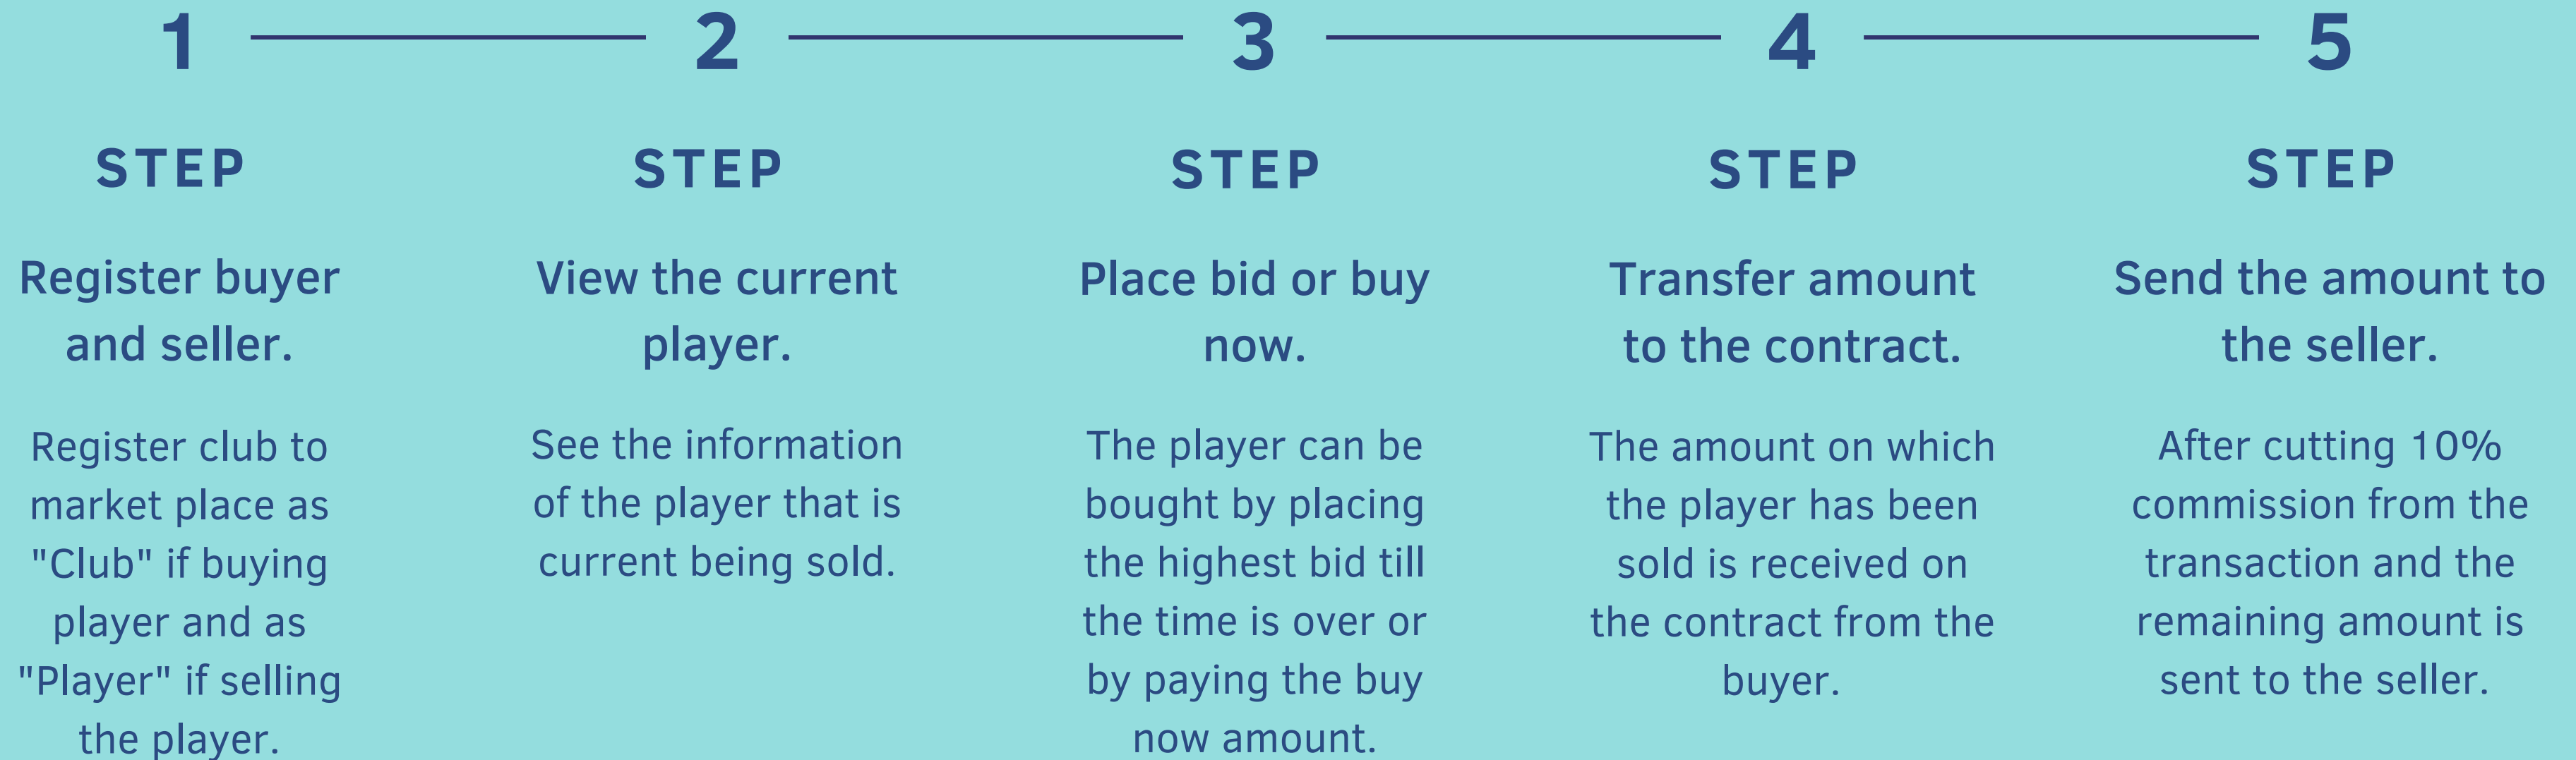 1
STEP
Register buyer
and seller.
Register club to
market place as
"Club" if buying
player and as
"Player" if selling
the player.
2
STEP
View the current
player.
See the information
of the player that is
current being sold.
3
STEP
Place bid or buy
now.
The player can be
bought by placing
the highest bid till
the time is over or
by paying the buy
now amount.
4
STEP
Transfer amount
to the contract.
The amount on which
the player has been
sold is received on
the contract from the
buyer.
5
STEP
Send the amount to
the seller.
After cutting 10%
commission from the
transaction and the
remaining amount is
sent to the seller.